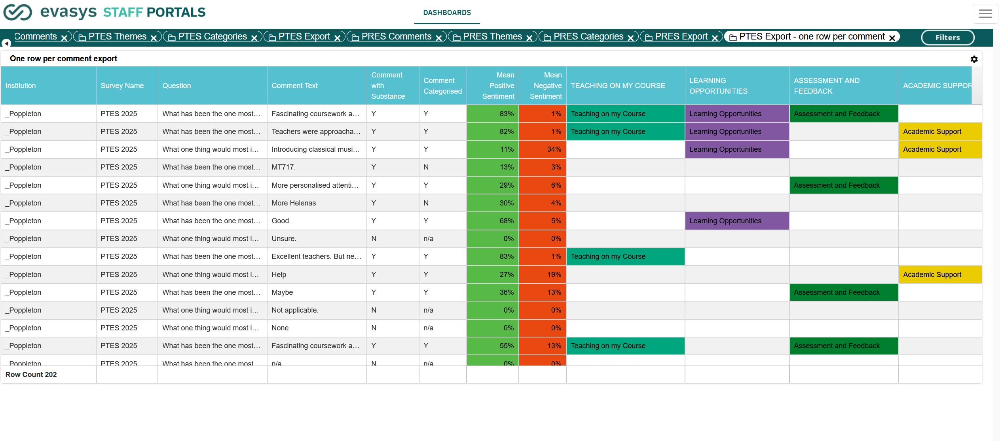 evasys STAFF PORTALS
DASHBOARDS
Comments
PTES Themes
PTES Categories
PTES Export
PRES Comments
PRES Themes
PRES Categories
PRES Export
PTES Export - one row per comment
Filters
One row per comment export
Institution
Survey Name
Question
Comment Text
Comment
with
Substance
Comment
Categorised
Mean
Positive
Sentiment
Mean
Negative
Sentiment
TEACHING ON MY COURSE
LEARNING
OPPORTUNITIES
ASSESSMENT AND
FEEDBACK
ACADEMIC SUPPOR
_Poppleton PTES 2025 What has been the one most... Fascinating coursework a... Y Y 83% 1% Teaching on my Course Learning Opportunities Assessment and Feedback
_Poppleton PTES 2025 What has been the one most... Teachers were approacha... Y Y 82% 1% Teaching on my Course Learning Opportunities Academic Support
_Poppleton PTES 2025 What one thing would most i... Introducing classical musi... Y Y 11% 34% Learning Opportunities Academic Support
_Poppleton PTES 2025 What has been the one most... MT717. Y N 13% 3%
_Poppleton PTES 2025 What one thing would most i... More personalised attenti... Y Y 29% 6% Assessment and Feedback
_Poppleton PTES 2025 What has been the one most... More Helenas Y N 30% 4%
_Poppleton PTES 2025 What has been the one most... Good Y Y 68% 5% Learning Opportunities
_Poppleton PTES 2025 What one thing would most i... Unsure. N n/a 0% 0%
_Poppleton PTES 2025 What has been the one most... Excellent teachers. But ne... Y Y 83% 1% Teaching on my Course
_Poppleton PTES 2025 What one thing would most i... Help Y Y 27% 19% Academic Support
_Poppleton PTES 2025 What has been the one most... Maybe Y Y 36% 13% Assessment and Feedback
_Poppleton PTES 2025 What one thing would most i... Not applicable. N n/a 0% 0%
_Poppleton PTES 2025 What one thing would most i... None N n/a 0% 0%
_Poppleton PTES 2025 What has been the one most... Fascinating coursework a... Y Y 55% 13% Teaching on my Course Assessment and Feedback
_Poppleton PTES 2025 What has been the one most n/a N n/a 0% 0%
Row Count 202